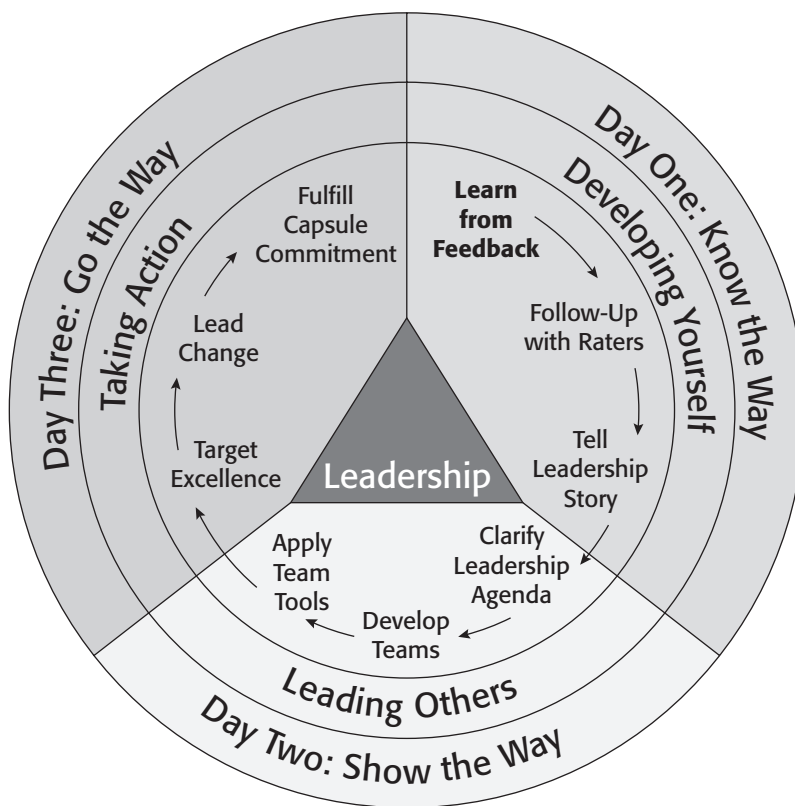 Day One: Know the Way
Developing Yourself
Learn
from
Feedback
Follow-Up
with Raters
Tell
Leadership
Story
Day Two: Show the Way
Leading Others
Clarify
Leadership
Agenda
Develop
Teams
Apply
Team
Tools
Day Three: Go the Way
Taking Action
Target
Excellence
Lead
Change
Fulfill
Capsule
Commitment
Leadership